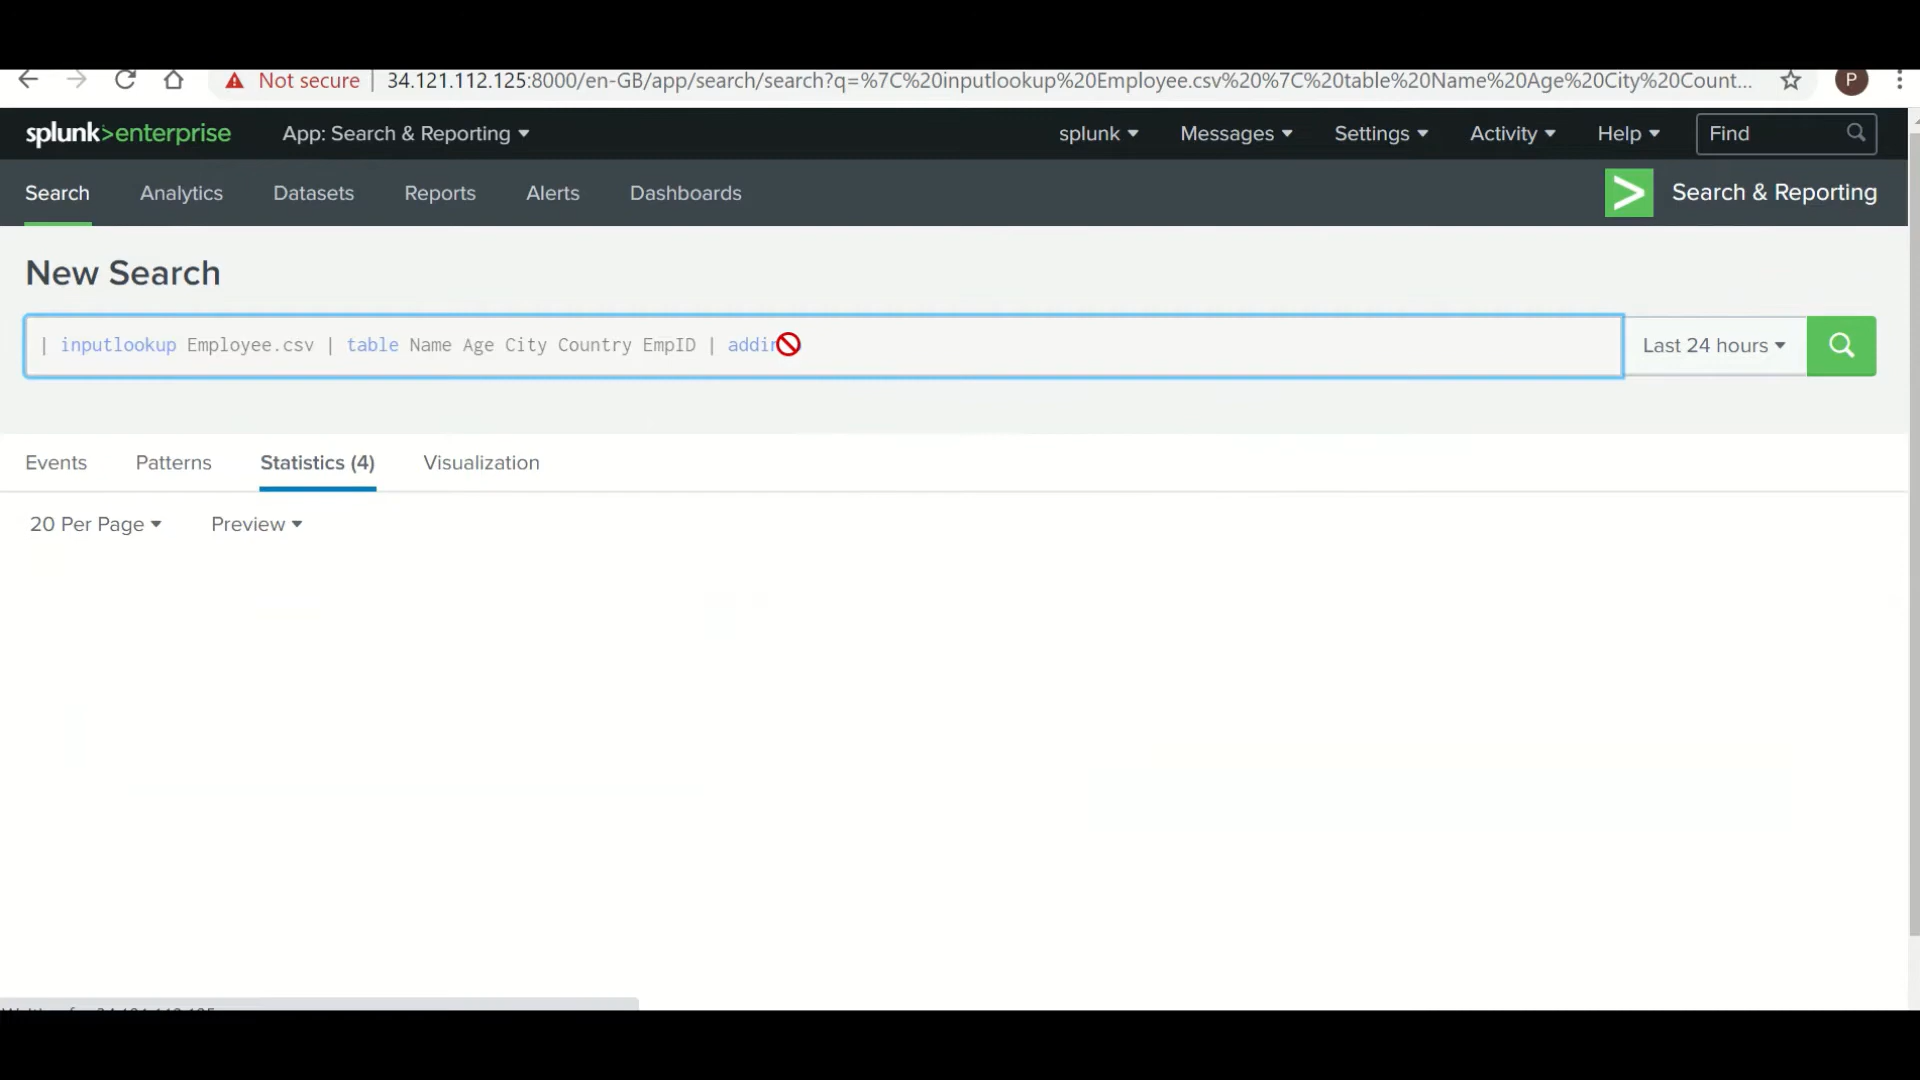 Not secure | 34.121.112.125:8000/en-GB/app/search/search?q=%7C%20inputlookup%20Employee.csv%20%7C%20table%20Name%20Age%20City%20Count... P
splunk>enterprise App: Search & Reporting splunk Messages Settings Activity Help Find
Search Analytics Datasets Reports Alerts Dashboards > Search & Reporting
New Search
| inputlookup Employee.csv | table Name Age City Country EmpID | Last 24 hours
Events Patterns Statistics (4) Visualization
20 Per Page Preview